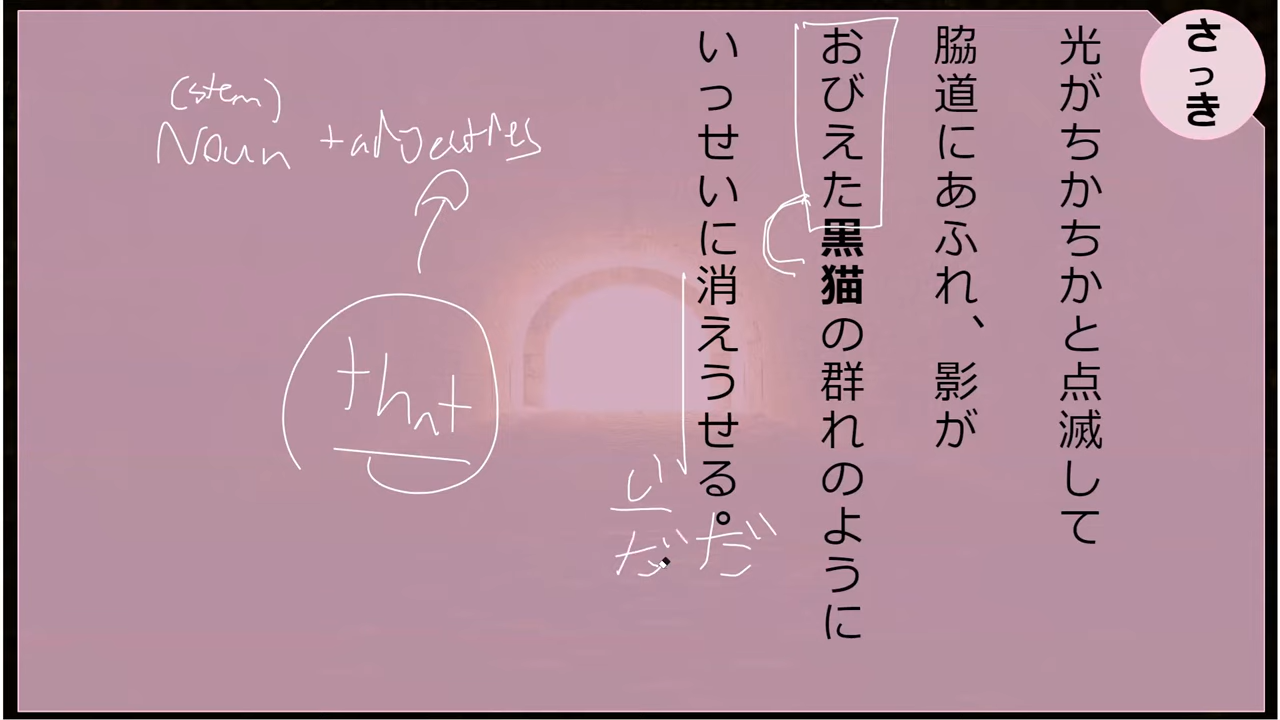 さっき
光がちかちかと点滅して
脇道にあふれ、影が
おびえた黒猫の群れのように
いっせいに消えうせる。
(stem)
Noun + adjectives
that
じ
だ だ